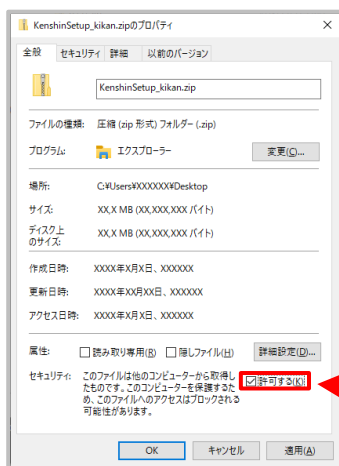 KenshinSetup_kikan.zipのプロパティ
全般 セキュリティ 詳細 以前のバージョン
KenshinSetup_kikan.zip
ファイルの種類: 圧縮 (zip 形式) フォルダー (.zip)
プログラム: エクスプローラー 変更(C)...
場所: C:¥Users¥XXXXXX¥Desktop
サイズ: XX.X MB (XX,XXX,XXX バイト)
ディスク上
のサイズ: XX.X MB (XX,XXX,XXX バイト)
作成日時: XXXX年X月X日、XXXXXX
更新日時: XXXX年XX月XX日、XXXXXX
アクセス日時: XXXX年X月X日、XXXXXX
属性: 読み取り専用(R) 隠しファイル(H) 詳細設定(D)...
セキュリティ: このファイルは他のコンピューターから取得し
たものです。このコンピューターを保護するた
め、このファイルへのアクセスはブロックされる
可能性があります。
許可する(K)
OK キャンセル 適用(A)